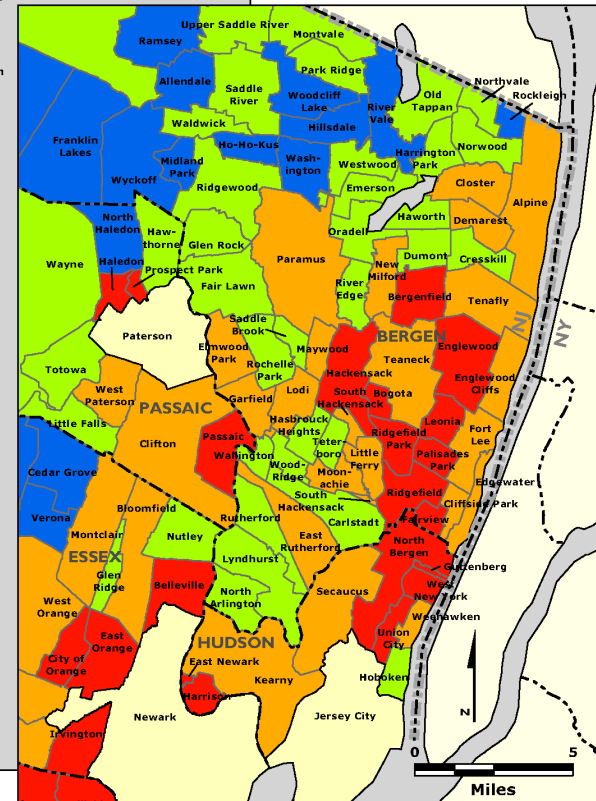 Upper Saddle River
Montvale
Ramsey
Park Ridge
Allendale
Northvale
Saddle
River
Woodcliff
Lake
Old
Tappan
Rockleigh
River
Vale
Waldwick
Hillsdale
Franklin
Lakes
Ho-Ho-Kus
Norwood
Harrington
Park
Midland
Park
Wash-
ington
Westwood
Wyckoff
Ridgewood
Emerson
Closter
Alpine
North
Haledon
Haworth
Demarest
Haw-
thorne
Oradell
Glen Rock
Wayne
Haledon
Paramus
Dumont
Cresskill
Prospect Park
New
Milford
Fair Lawn
River
Edge
Bergenfield
Tenafly
Saddle
Brook
NJ
NY
Paterson
BERGEN
Elmwood
Park
Maywood
Englewood
Teaneck
Rochelle
Park
Totowa
Hackensack
Englewood
Cliffs
West
Paterson
Lodi
South
Hackensack
Bogota
Garfield
PASSAIC
Hasbrouck
Heights
Leonia
Little Falls
Fort
Lee
Passaic
Ridgefield
Park
Clifton
Teter-
boro
Wallington
Little
Ferry
Palisades
Park
Wood-
Ridge
Moon-
achie
Cedar Grove
Edgewater
Ridgefield
South
Hackensack
Bloomfield
Cliffside Park
Verona
Rutherford
Carlstadt
Fairview
Montclair
Nutley
East
Rutherford
North
Bergen
ESSEX
Lyndhurst
Guttenberg
Glen
Ridge
Belleville
North
Arlington
Secaucus
West
New York
West
Orange
Weehawken
East
Orange
HUDSON
Union
City
City of
Orange
East Newark
Kearny
Hoboken
Harrison
Newark
Jersey City
N
Irvington
0 5
Miles